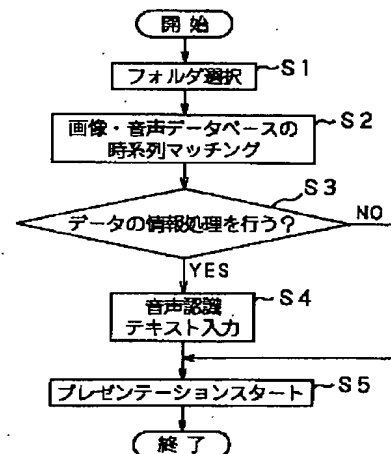 開始
フォルダ選択
S1
画像・音声データベースの
時系列マッチング
S2
データの情報処理を行う?
S3
NO
YES
音声認識
テキスト入力
S4
プレゼンテーションスタート
S5
終了